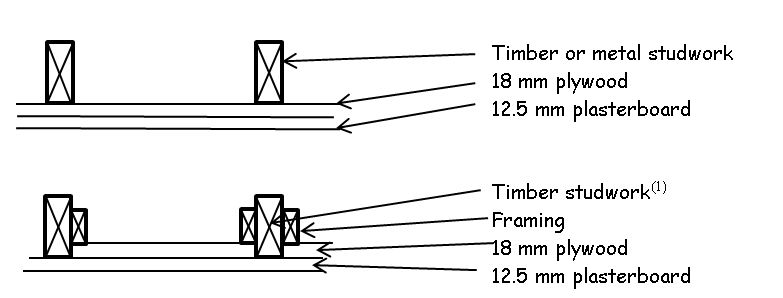 Timber or metal studwork
18 mm plywood
12.5 mm plasterboard
Timber studwork⁽¹⁾
Framing
18 mm plywood
12.5 mm plasterboard